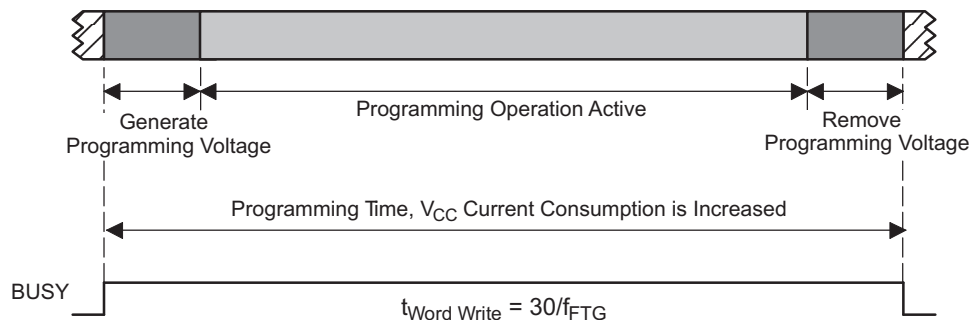 Generate
Programming Voltage
Programming Operation Active
Remove
Programming Voltage
Programming Time, VCC Current Consumption is Increased
BUSY
tWord Write = 30/fFTG